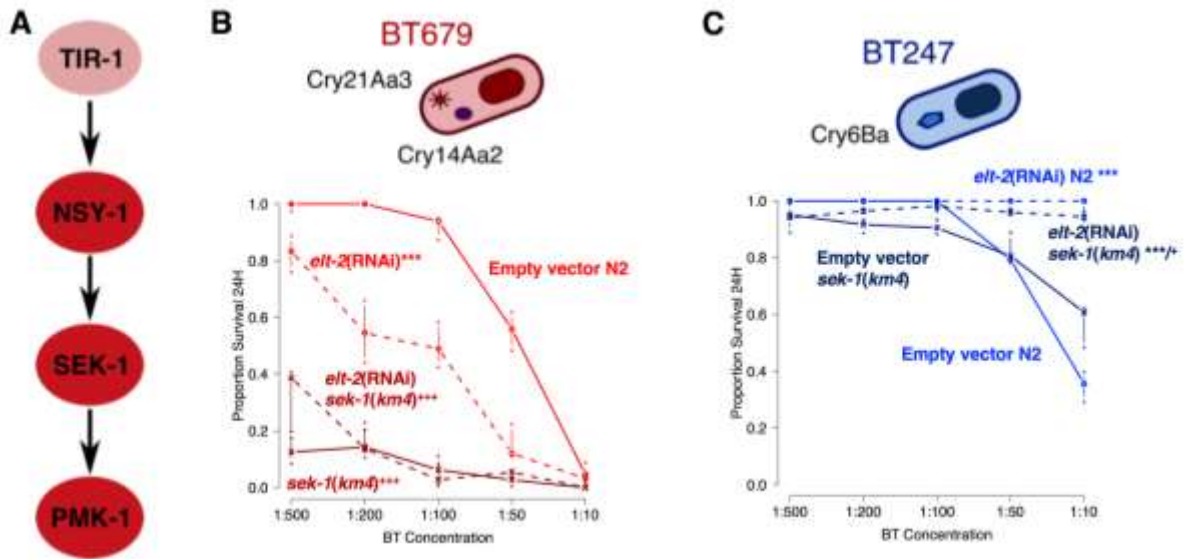 A
TIR-1
NSY-1
SEK-1
PMK-1
B
BT679
Cry21Aa3
Cry14Aa2
Proportion Survival 24H
1.0
0.8
0.6
0.4
0.2
0.0
elt-2(RNAi)***
Empty vector N2
elt-2(RNAi)
sek-1(km4)+++
sek-1(km4)+++
1:500 1:200 1:100 1:50 1:10
BT Concentration
C
BT247
Cry6Ba
Proportion Survival 24H
1.0
0.8
0.6
0.4
0.2
0.0
elt-2(RNAi) N2 ***
elt-2(RNAi)
sek-1(km4) ***/+
Empty vector
sek-1(km4)
Empty vector N2
1:500 1:200 1:100 1:50 1:10
BT Concentration